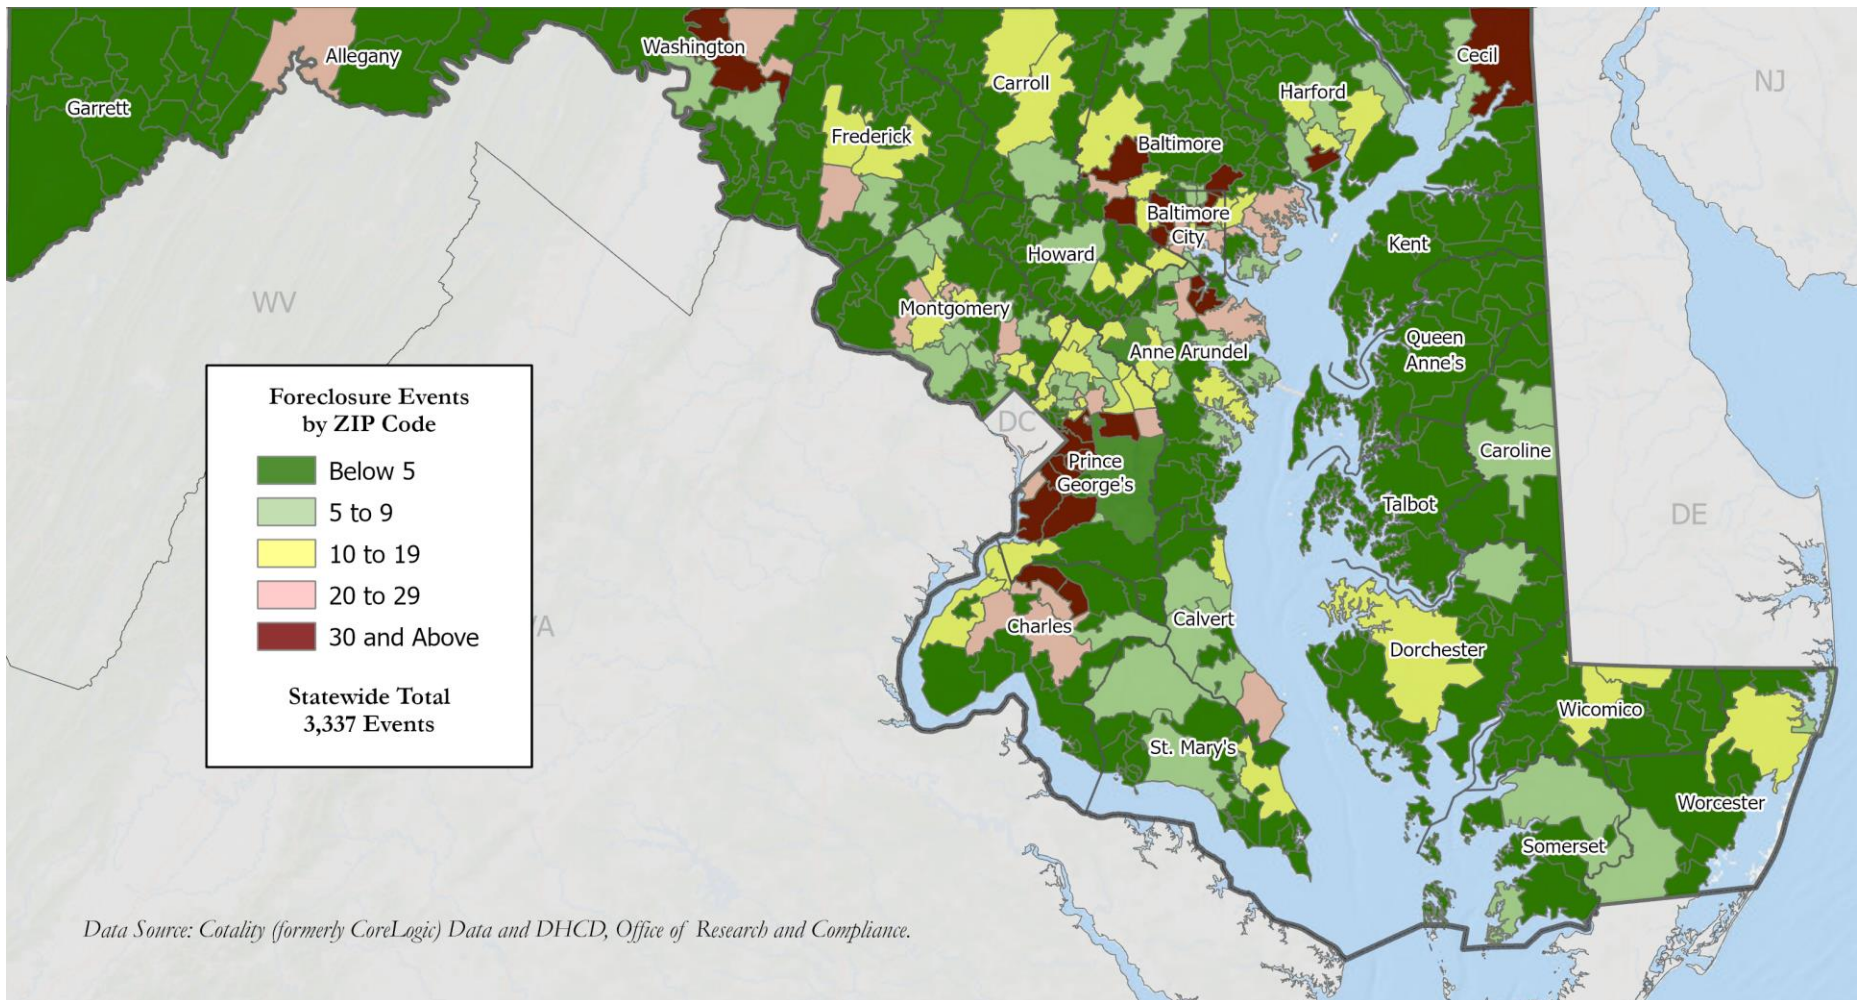 Allegany
Washington
Cecil
NJ
Garrett
Carroll
Harford
Frederick
Baltimore
Baltimore
City
Kent
Howard
WV
Montgomery
Queen
Anne's
Anne Arundel
DC
Caroline
Prince
George's
Talbot
DE
Foreclosure Events
by ZIP Code
Below 5
5 to 9
10 to 19
20 to 29
30 and Above
Statewide Total
3,337 Events
VA
Charles
Calvert
Dorchester
Wicomico
St. Mary's
Worcester
Somerset
Data Source: Cotality (formerly CoreLogic) Data and DHCD, Office of Research and Compliance.